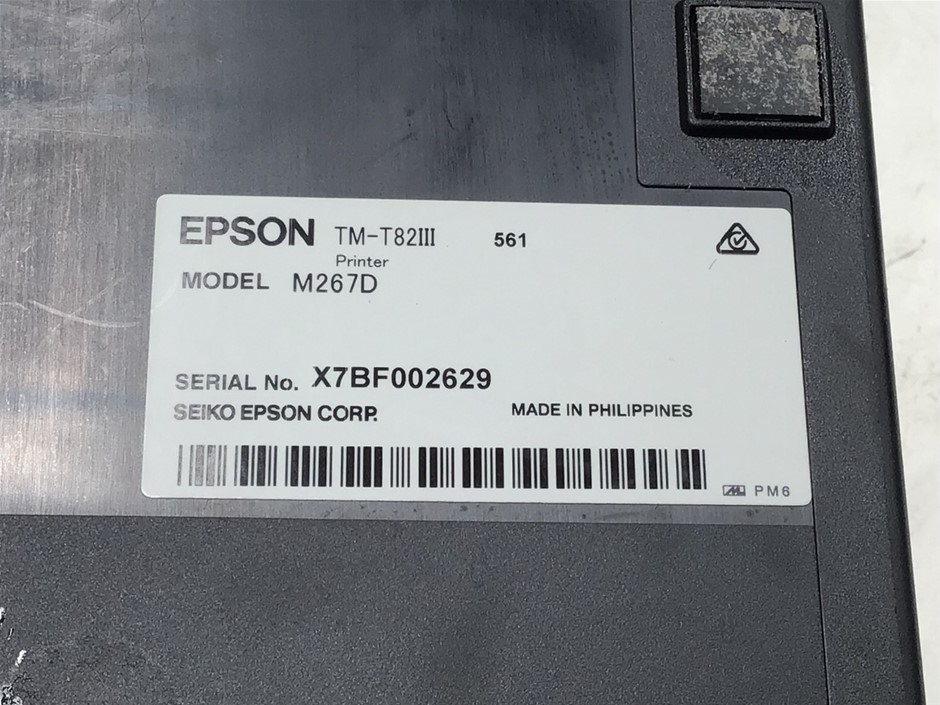 EPSON TM-T82III 561
Printer
MODEL M267D
SERIAL No. X7BF002629
SEIKO EPSON CORP. MADE IN PHILIPPINES
PM6